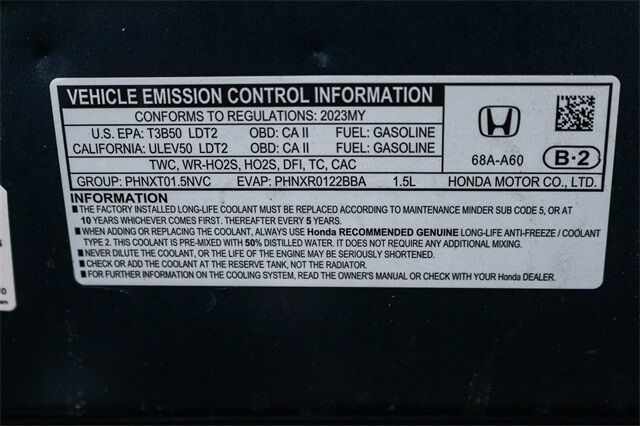 VEHICLE EMISSION CONTROL INFORMATION
CONFORMS TO REGULATIONS: 2023MY
U.S. EPA: T3B50 LDT2 OBD: CA II FUEL: GASOLINE
CALIFORNIA: ULEV50 LDT2 OBD: CA II FUEL: GASOLINE
TWC, WR-HO2S, HO2S, DFI, TC, CAC
68A-A60 B-2
GROUP: PHNXT01.5NVC EVAP: PHNXR0122BBA 1.5L HONDA MOTOR CO., LTD.
INFORMATION
■THE FACTORY INSTALLED LONG-LIFE COOLANT MUST BE REPLACED ACCORDING TO MAINTENANCE MINDER SUB CODE 5, OR AT
10 YEARS WHICHEVER COMES FIRST. THEREAFTER EVERY 5 YEARS.
■WHEN ADDING OR REPLACING THE COOLANT, ALWAYS USE Honda RECOMMENDED GENUINE LONG-LIFE ANTI-FREEZE / COOLANT
TYPE 2. THIS COOLANT IS PRE-MIXED WITH 50% DISTILLED WATER. IT DOES NOT REQUIRE ANY ADDITIONAL MIXING.
■NEVER DILUTE THE COOLANT, OR THE LIFE OF THE ENGINE MAY BE SERIOUSLY SHORTENED.
■CHECK OR ADD THE COOLANT AT THE RESERVE TANK, NOT THE RADIATOR.
■FOR FURTHER INFORMATION ON THE COOLING SYSTEM, READ THE OWNER'S MANUAL OR CHECK WITH YOUR Honda DEALER.